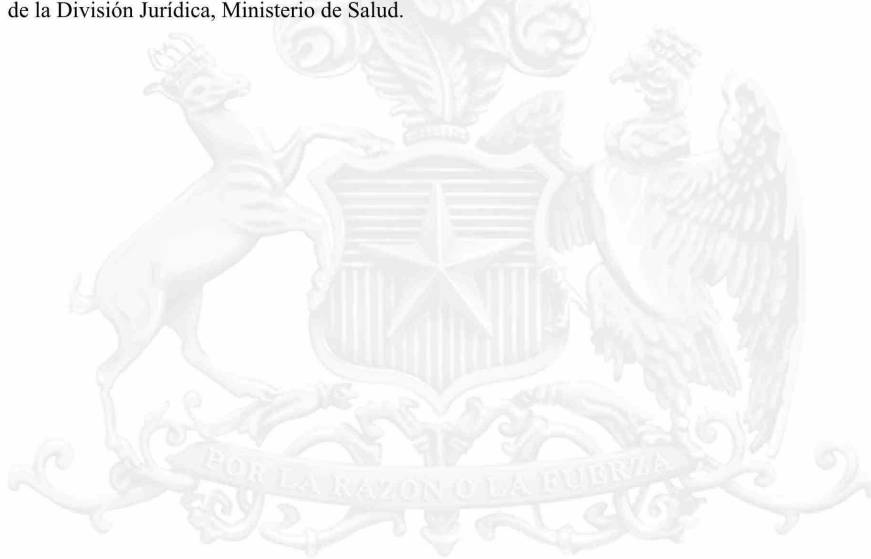 de la División Jurídica, Ministerio de Salud.
POR LA RAZON O LA FUERZA